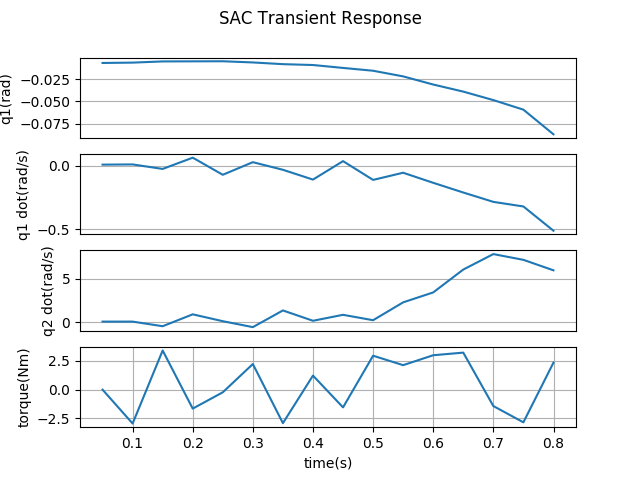 SAC Transient Response
q1(rad)
−0.025
−0.050
−0.075
q1 dot(rad/s)
0.0
−0.5
q2 dot(rad/s)
5
0
torque(Nm)
2.5
0.0
−2.5
0.1 0.2 0.3 0.4 0.5 0.6 0.7 0.8
time(s)